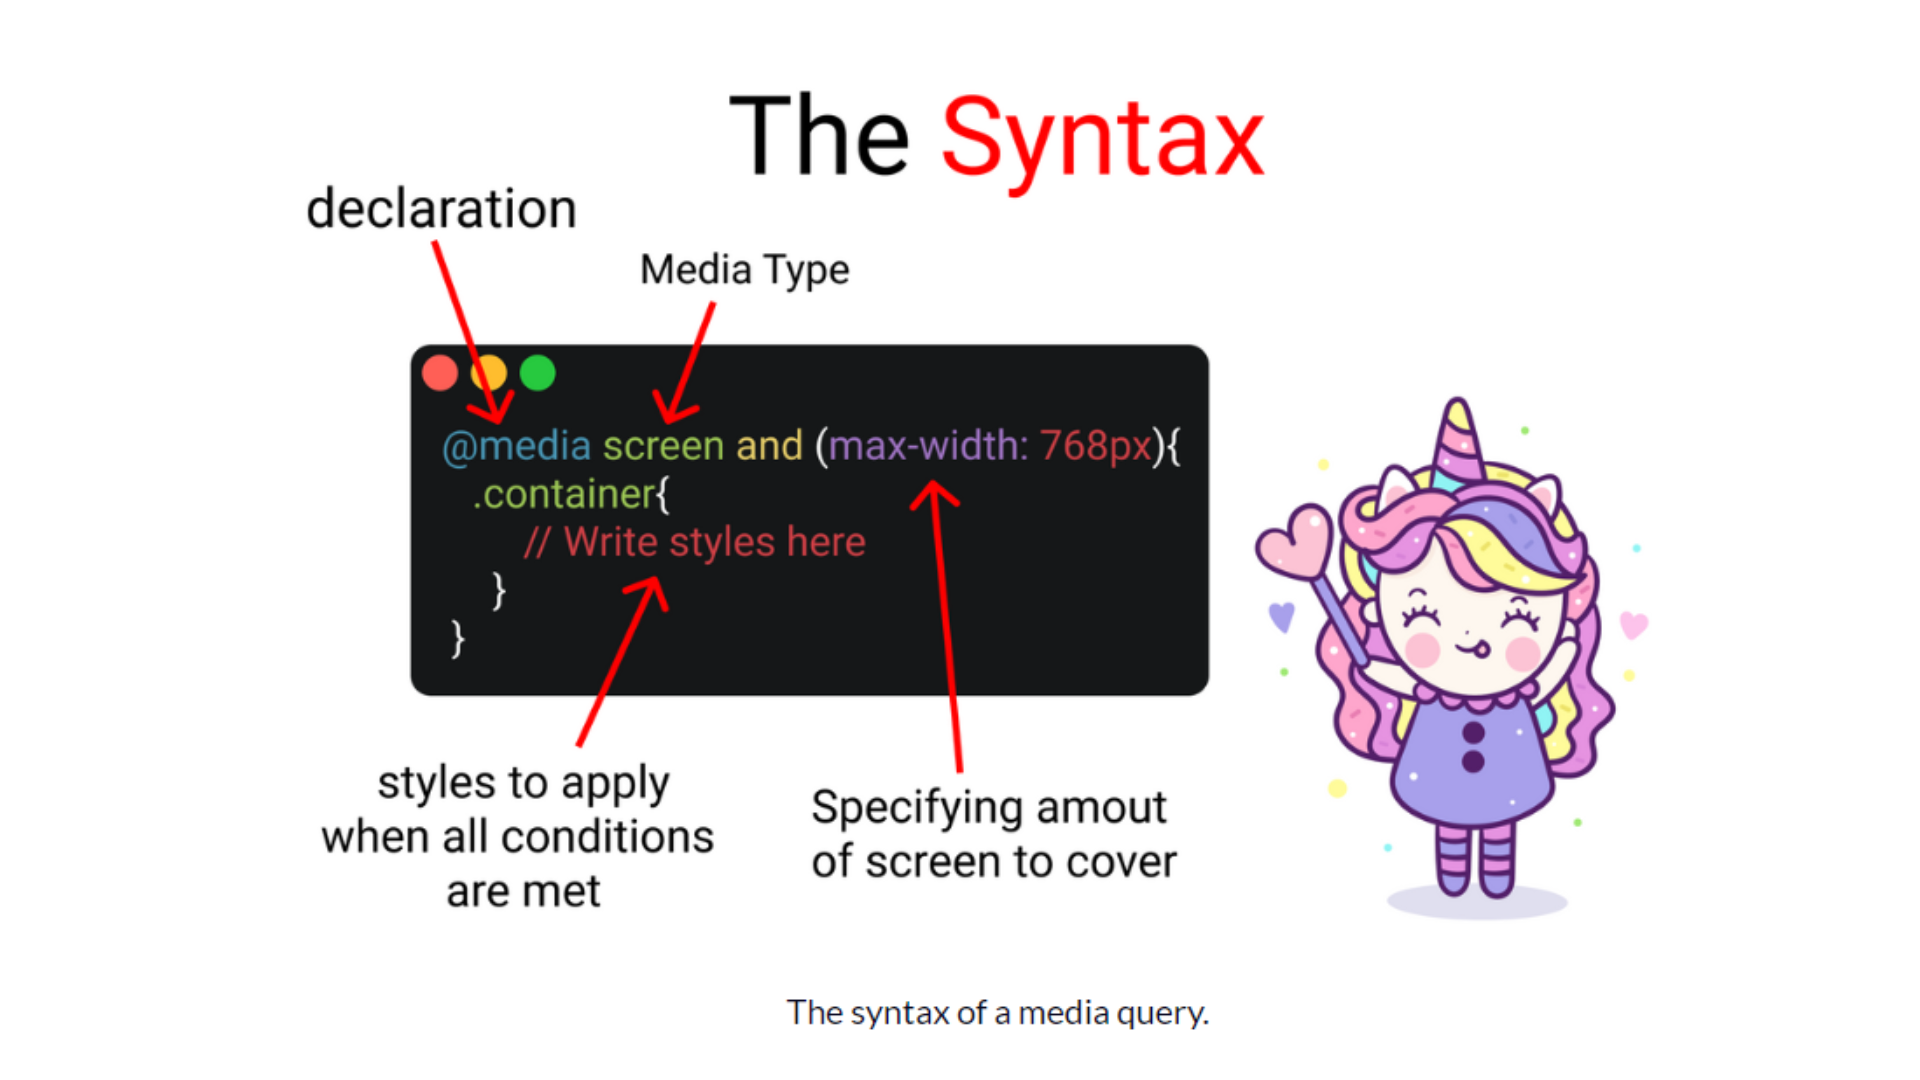 The Syntax
declaration
Media Type
@media screen and (max-width: 768px){
.container{
// Write styles here
}
}
styles to apply
when all conditions
are met
Specifying amout
of screen to cover
The syntax of a media query.